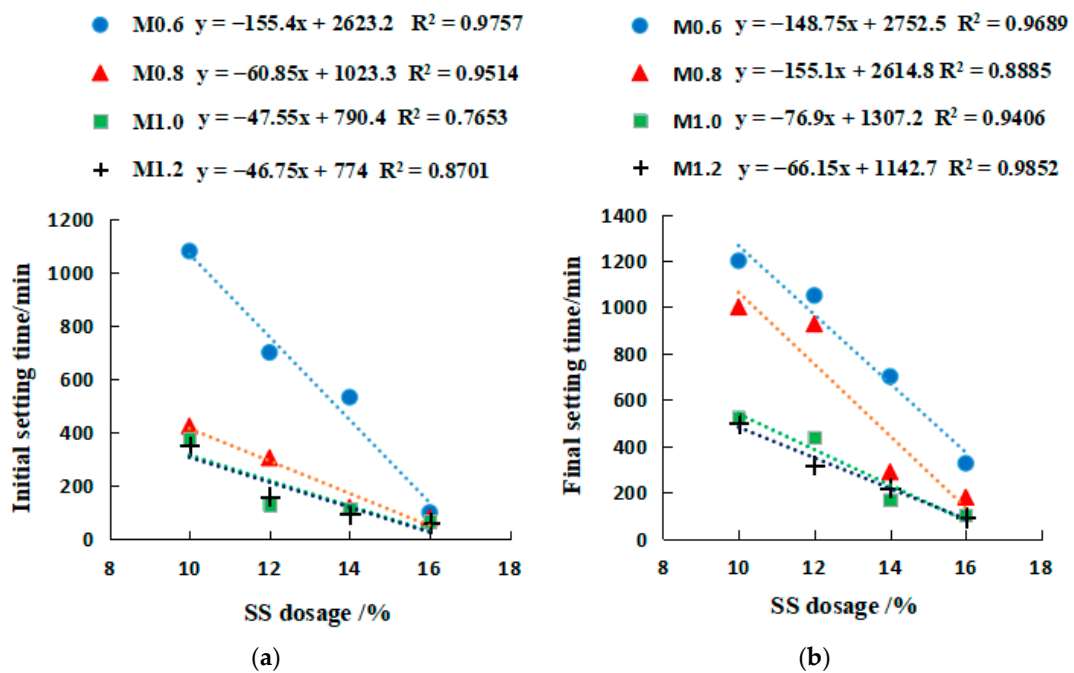 M0.6 y = −155.4x + 2623.2 R² = 0.9757
M0.8 y = −60.85x + 1023.3 R² = 0.9514
M1.0 y = −47.55x + 790.4 R² = 0.7653
M1.2 y = −46.75x + 774 R² = 0.8701
Initial setting time/min
1200
1000
800
600
400
200
0
8 10 12 14 16 18
SS dosage /%
(a)
M0.6 y = −148.75x + 2752.5 R² = 0.9689
M0.8 y = −155.1x + 2614.8 R² = 0.8885
M1.0 y = −76.9x + 1307.2 R² = 0.9406
M1.2 y = −66.15x + 1142.7 R² = 0.9852
Final setting time/min
1400
1200
1000
800
600
400
200
0
8 10 12 14 16 18
SS dosage /%
(b)